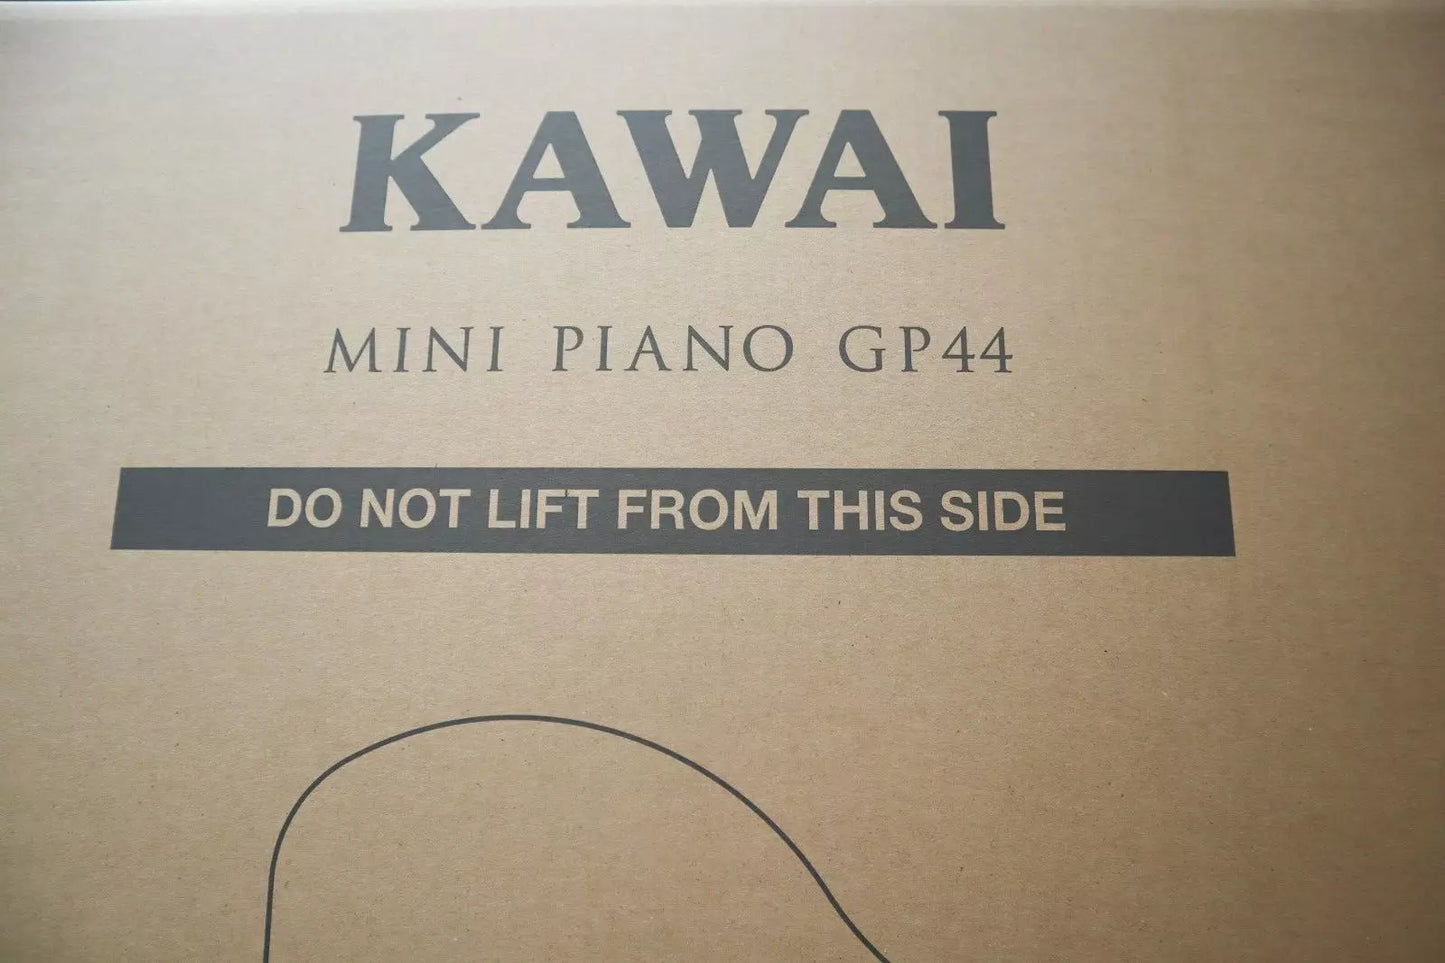 KAWAI
MINI PIANO GP44
DO NOT LIFT FROM THIS SIDE